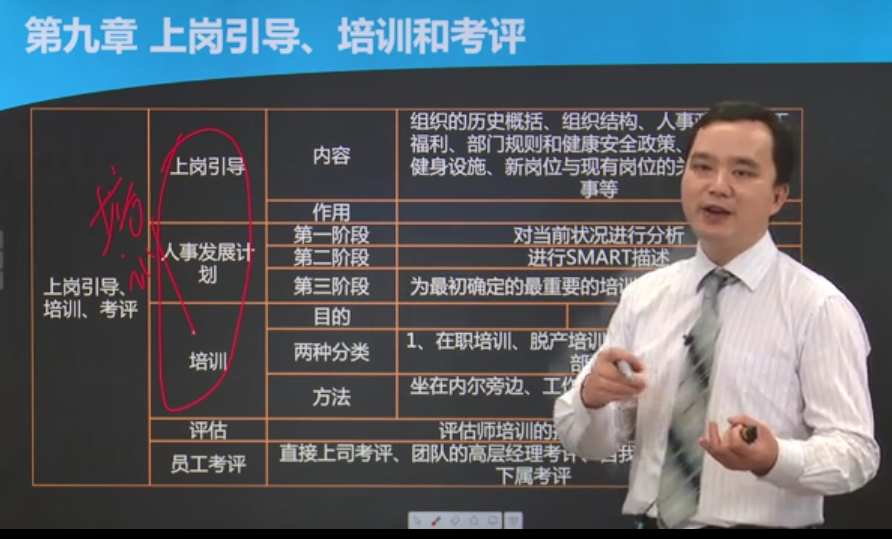 第九章 上岗引导、培训和考评
上岗引导、
培训、考评
上岗引导
内容
组织的历史概括、组织结构、人事
福利、部门规则和健康安全政策、
健身设施、新岗位与现有岗位的
事等
作用
人事发展计
划
第一阶段
对当前状况进行分析
第二阶段
进行SMART描述
第三阶段
为最初确定的最重要的培训
培训
目的
两种分类
1、在职培训、脱产培训
部
方法
坐在内尔旁边、工作
评估
评估师培训的
员工考评
直接上司考评、团队的高层经理考评、自我
下属考评
培
训